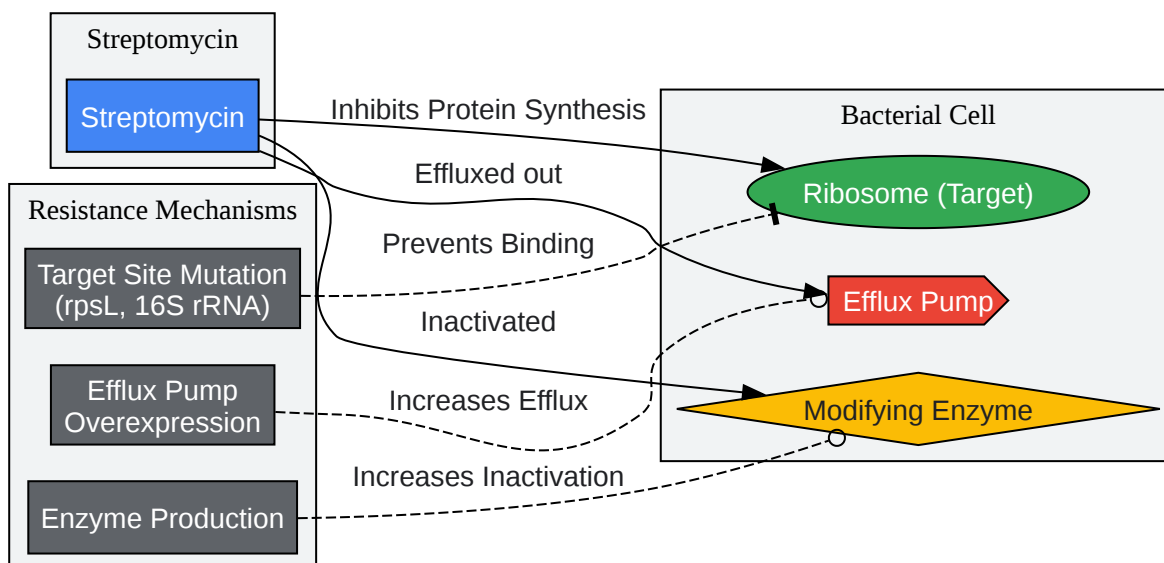 Streptomycin
Streptomycin
Inhibits Protein Synthesis
Bacterial Cell
Effluxed out
Ribosome (Target)
Resistance Mechanisms
Prevents Binding
Target Site Mutation
(rpsL, 16S rRNA)
Efflux Pump
Inactivated
Efflux Pump
Overexpression
Increases Efflux
Modifying Enzyme
Increases Inactivation
Enzyme Production